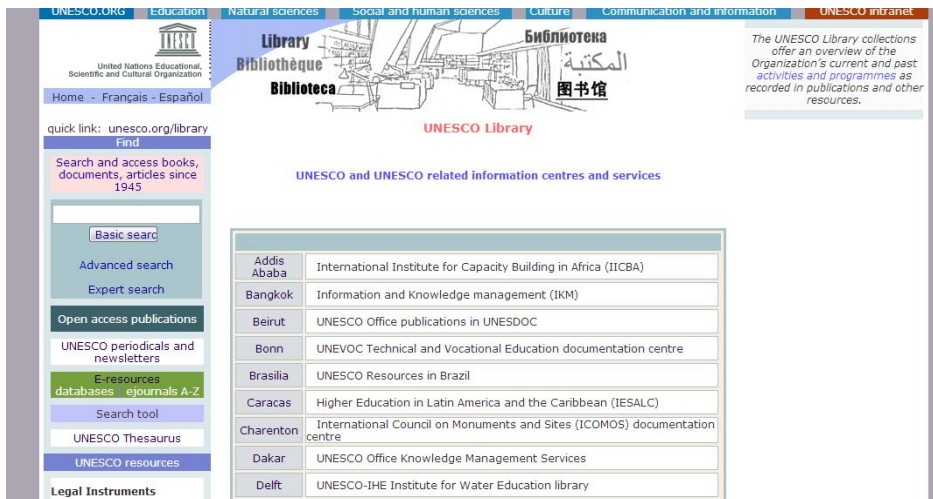 UNESCO.ORG Education Natural sciences Social and human sciences Culture Communication and information UNESCO Intranet
United Nations Educational,
Scientific and Cultural Organization
Home - Français - Español
quick link: unesco.org/library
Find
Search and access books,
documents, articles since
1945
Basic searc
Advanced search
Expert search
Open access publications
UNESCO periodicals and
newsletters
E-resources
databases ejournals A-Z
Search tool
UNESCO Thesaurus
UNESCO resources
Legal Instruments
Library
Bibliothèque
Biblioteca
Библиотека
المكتبة
图书馆
UNESCO Library
UNESCO and UNESCO related information centres and services
Addis
Ababa
International Institute for Capacity Building in Africa (IICBA)
Bangkok Information and Knowledge management (IKM)
Beirut UNESCO Office publications in UNESDOC
Bonn UNEVOC Technical and Vocational Education documentation centre
Brasilia UNESCO Resources in Brazil
Caracas Higher Education in Latin America and the Caribbean (IESALC)
Charenton International Council on Monuments and Sites (ICOMOS) documentation
centre
Dakar UNESCO Office Knowledge Management Services
Delft UNESCO-IHE Institute for Water Education library
The UNESCO Library collections
offer an overview of the
Organization's current and past
activities and programmes as
recorded in publications and other
resources.